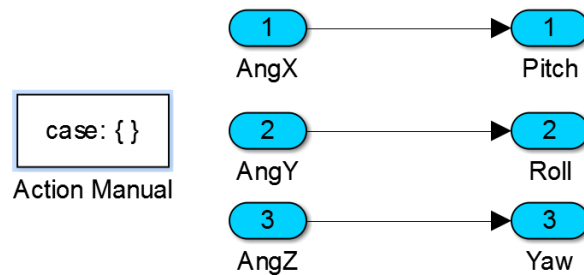 1 1
AngX Pitch
case: { }
Action Manual
2 2
AngY Roll
3 3
AngZ Yaw